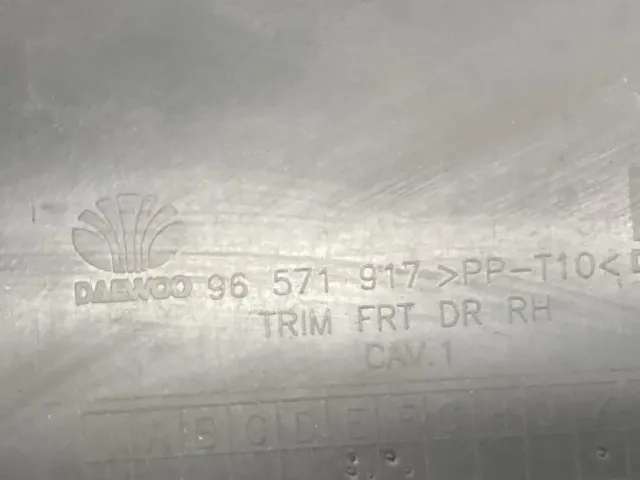 DAEWOO 96 571 917 >PP-T10<
TRIM FRT DR RH
CAV.1